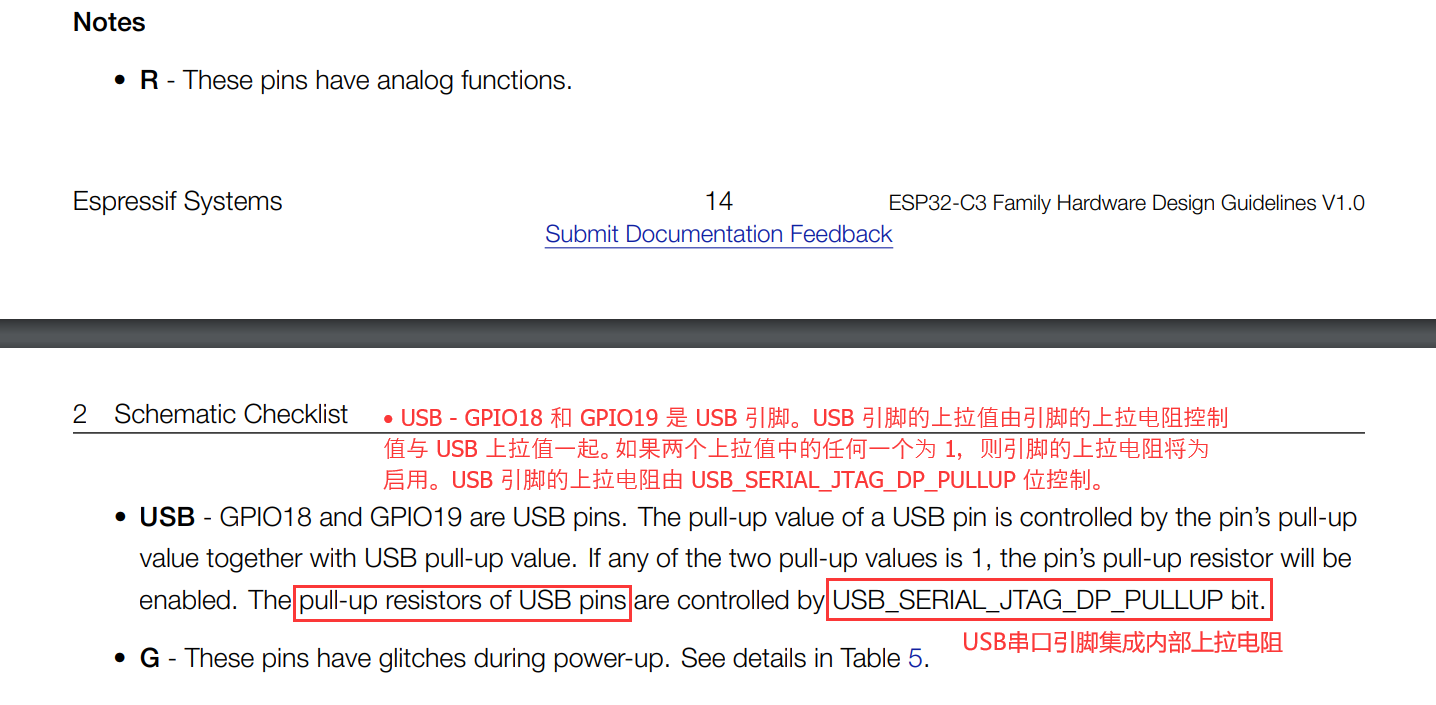 Notes
• R - These pins have analog functions.
Espressif Systems 14 ESP32-C3 Family Hardware Design Guidelines V1.0
Submit Documentation Feedback
2 Schematic Checklist
• USB - GPIO18 和 GPIO19 是 USB 引脚。USB 引脚的上拉值由引脚的上拉电阻控制
值与 USB 上拉值一起。如果两个上拉值中的任何一个为 1，则引脚的上拉电阻将为
启用。USB 引脚的上拉电阻由 USB_SERIAL_JTAG_DP_PULLUP 位控制。
• USB - GPIO18 and GPIO19 are USB pins. The pull-up value of a USB pin is controlled by the pin’s pull-up
value together with USB pull-up value. If any of the two pull-up values is 1, the pin’s pull-up resistor will be
enabled. The pull-up resistors of USB pins are controlled by USB_SERIAL_JTAG_DP_PULLUP bit.
USB串口引脚集成内部上拉电阻
• G - These pins have glitches during power-up. See details in Table 5.